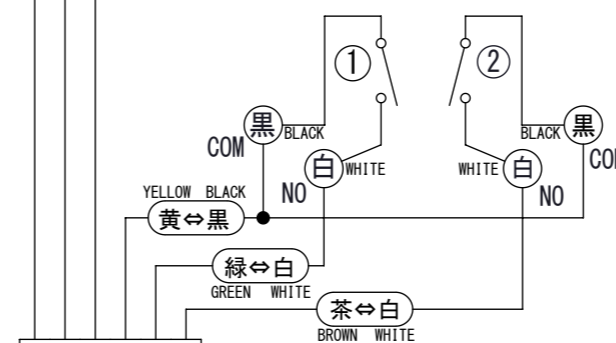 ① ②
黒 BLACK BLACK 黒
COM
白 WHITE WHITE 白
NO NO
YELLOW BLACK
黄⇔黒
緑⇔白
GREEN WHITE
茶⇔白
BROWN WHITE